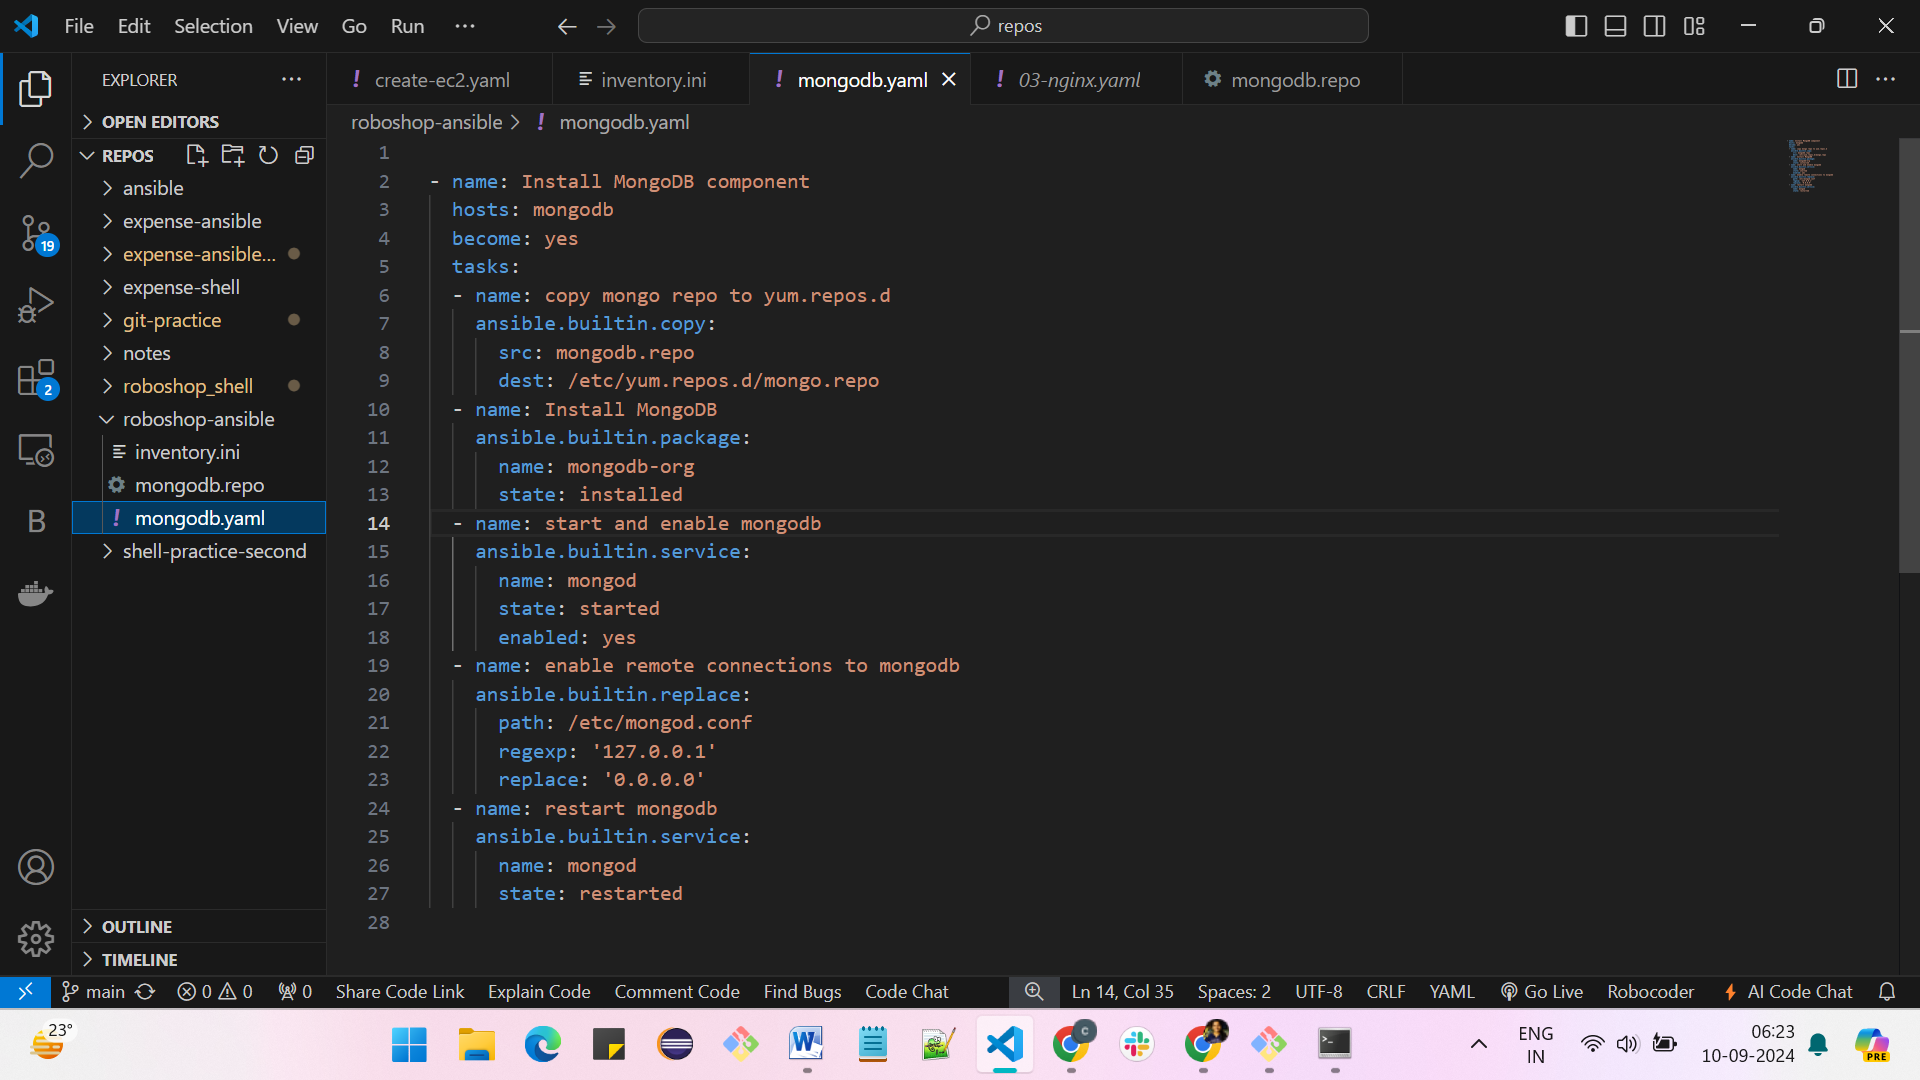 File Edit Selection View Go Run ···
repos
EXPLORER
OPEN EDITORS
REPOS
ansible
expense-ansible
expense-ansible...
expense-shell
git-practice
notes
roboshop_shell
roboshop-ansible
inventory.ini
mongodb.repo
! mongodb.yaml
shell-practice-second
OUTLINE
TIMELINE
19
2
B
! create-ec2.yaml
inventory.ini
! mongodb.yaml
! 03-nginx.yaml
mongodb.repo
roboshop-ansible > ! mongodb.yaml
1
2 - name: Install MongoDB component
3 hosts: mongodb
4 become: yes
5 tasks:
6 - name: copy mongo repo to yum.repos.d
7 ansible.builtin.copy:
8 src: mongodb.repo
9 dest: /etc/yum.repos.d/mongo.repo
10 - name: Install MongoDB
11 ansible.builtin.package:
12 name: mongodb-org
13 state: installed
14 - name: start and enable mongodb
15 ansible.builtin.service:
16 name: mongod
17 state: started
18 enabled: yes
19 - name: enable remote connections to mongodb
20 ansible.builtin.replace:
21 path: /etc/mongod.conf
22 regexp: '127.0.0.1'
23 replace: '0.0.0.0'
24 - name: restart mongodb
25 ansible.builtin.service:
26 name: mongod
27 state: restarted
28
main 0 0 0 Share Code Link Explain Code Comment Code Find Bugs Code Chat Ln 14, Col 35 Spaces: 2 UTF-8 CRLF YAML Go Live Robocoder AI Code Chat
23°
W
C
ENG
IN
06:23
10-09-2024
PRE